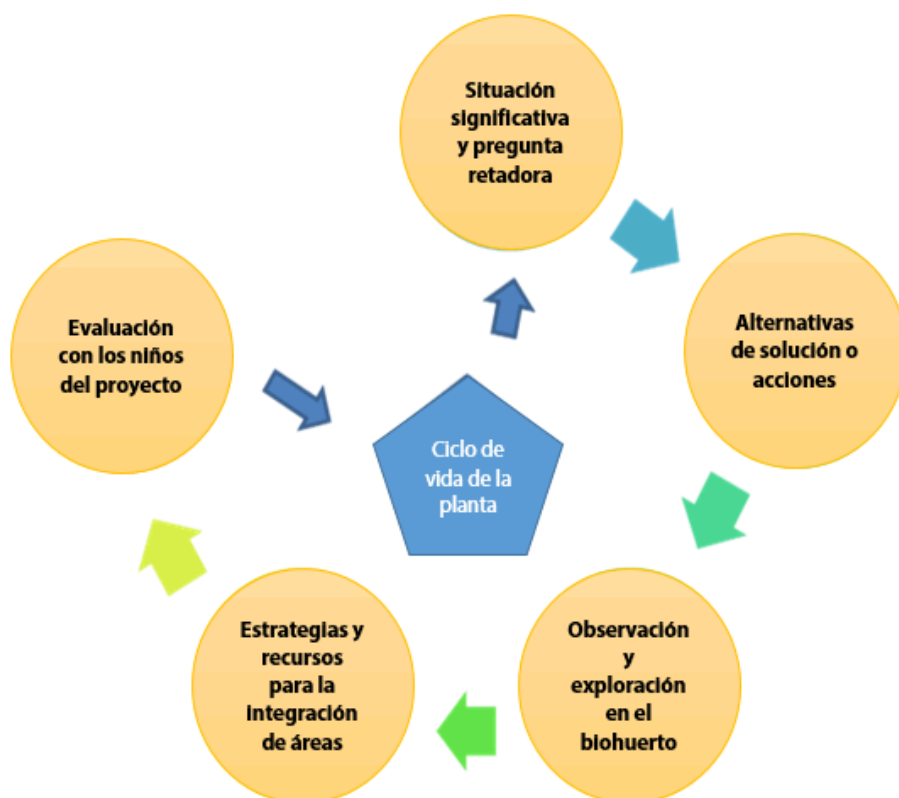 Situación
significativa
y pregunta
retadora
Alternativas
de solución o
acciones
Observación
y
exploración
en el
biohuerto
Estrategias y
recursos
para la
integración
de áreas
Evaluación
con los niños
del proyecto
Ciclo de
vida de la
planta